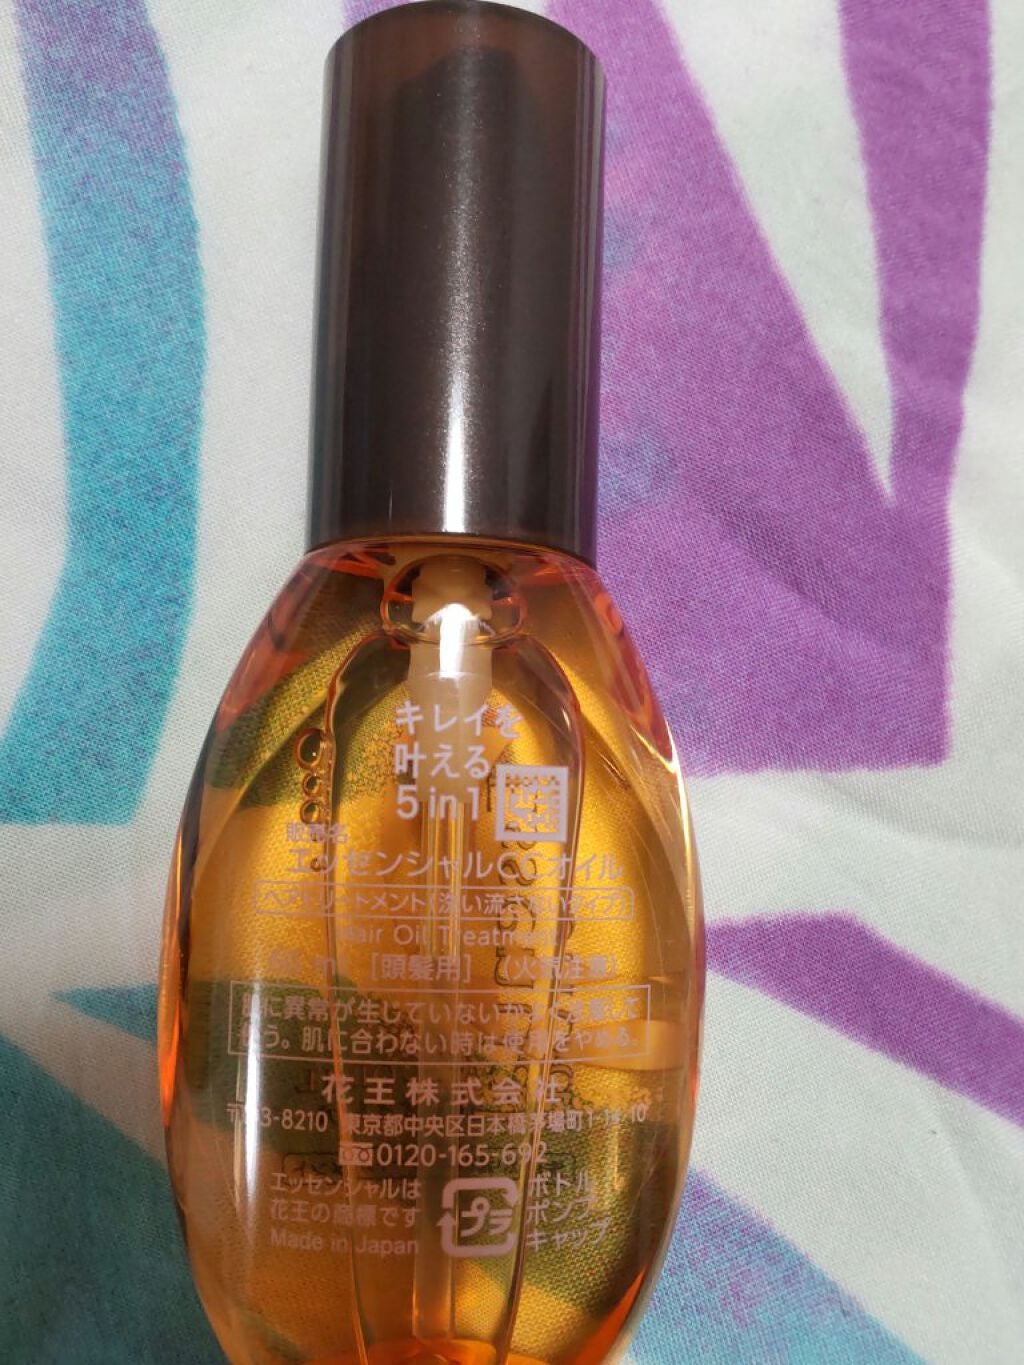 キレイを
叶える
5in1
販売名
エッセンシャルCCオイル
ヘアトリートメント(洗い流さないタイプ)
Hair Oil Treatment
[頭髪用] (火気注意)
肌に異常が生じていないかよく注意して
使う。肌に合わない時は使用をやめる。
花王株式会社
〒103-8210 東京都中央区日本橋茅場町1-14-10
0120-165-692
エッセンシャルは
花王の商標です
Made in Japan
プラ
ボトル
ポンプ
キャップ